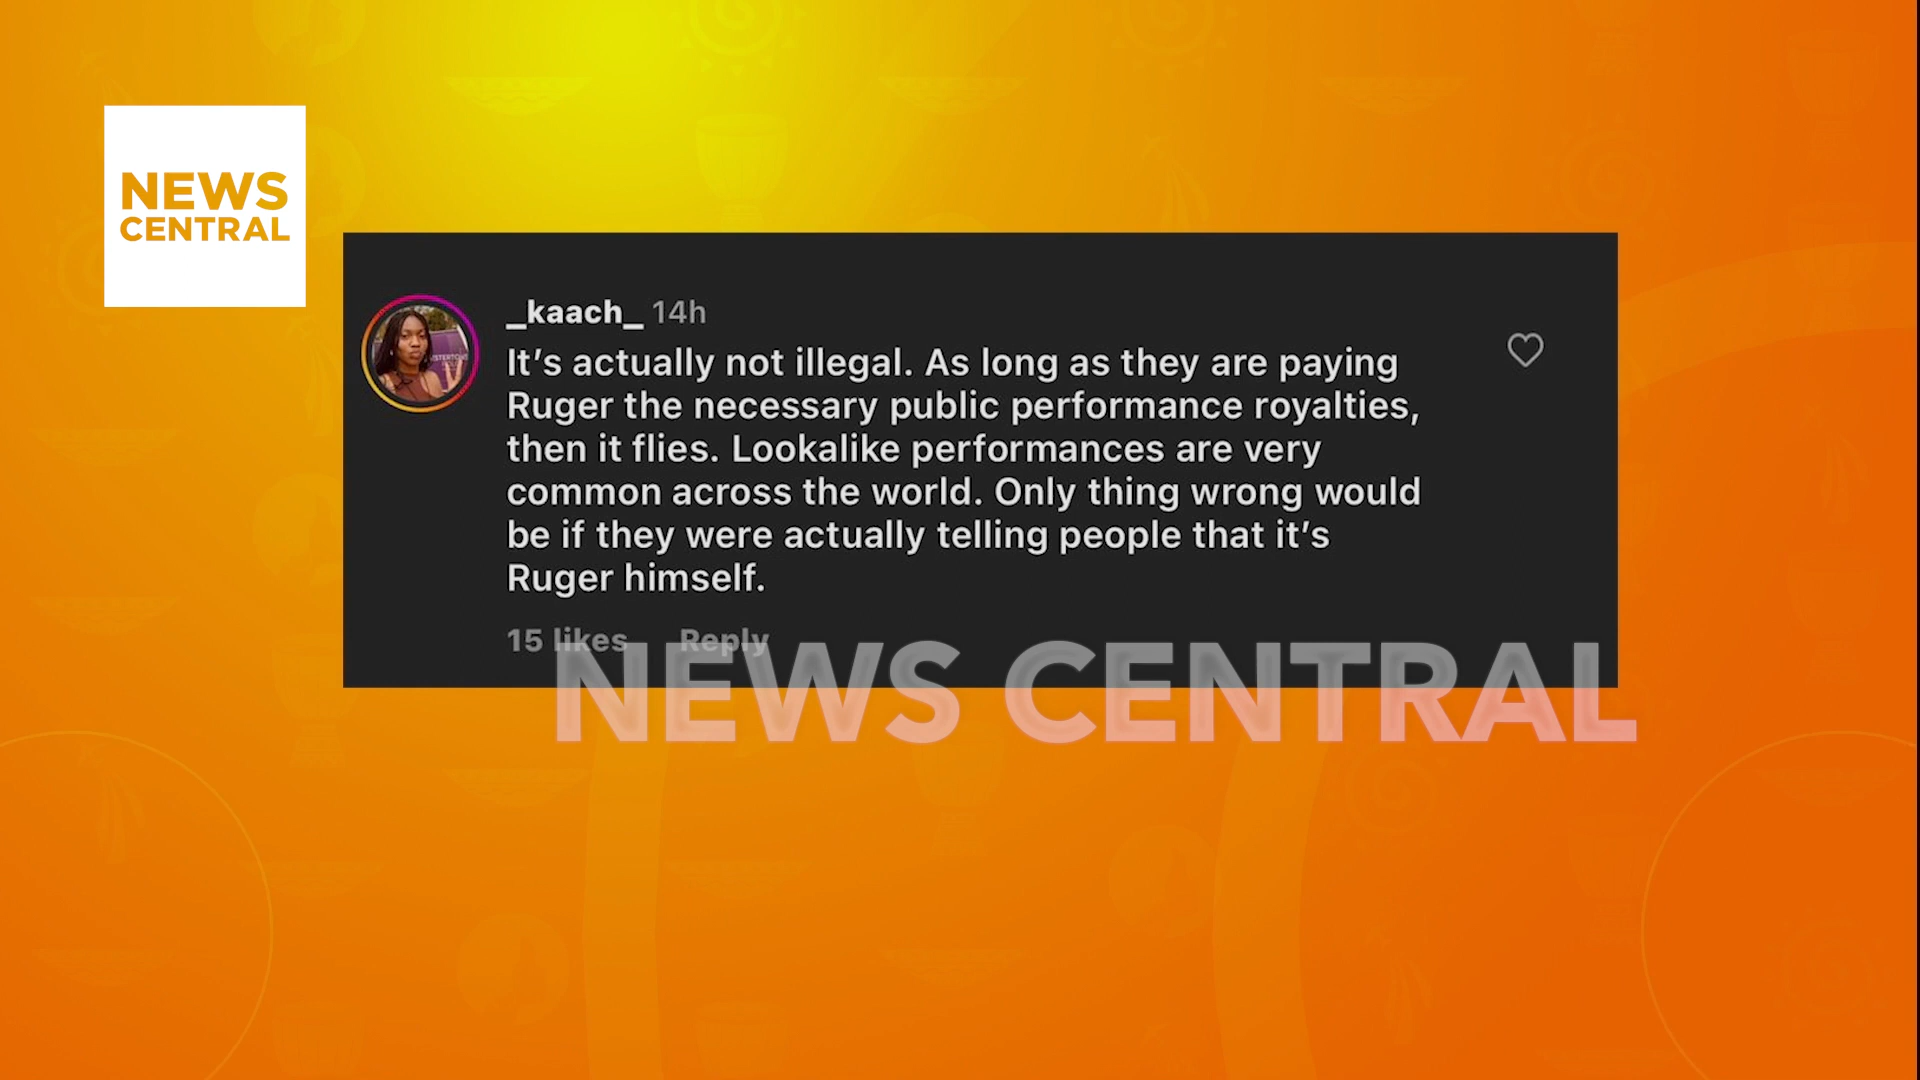 NEWS
CENTRAL
_kaach_ 14h
It’s actually not illegal. As long as they are paying
Ruger the necessary public performance royalties,
then it flies. Lookalike performances are very
common across the world. Only thing wrong would
be if they were actually telling people that it’s
Ruger himself.
15 likes Reply
NEWS CENTRAL